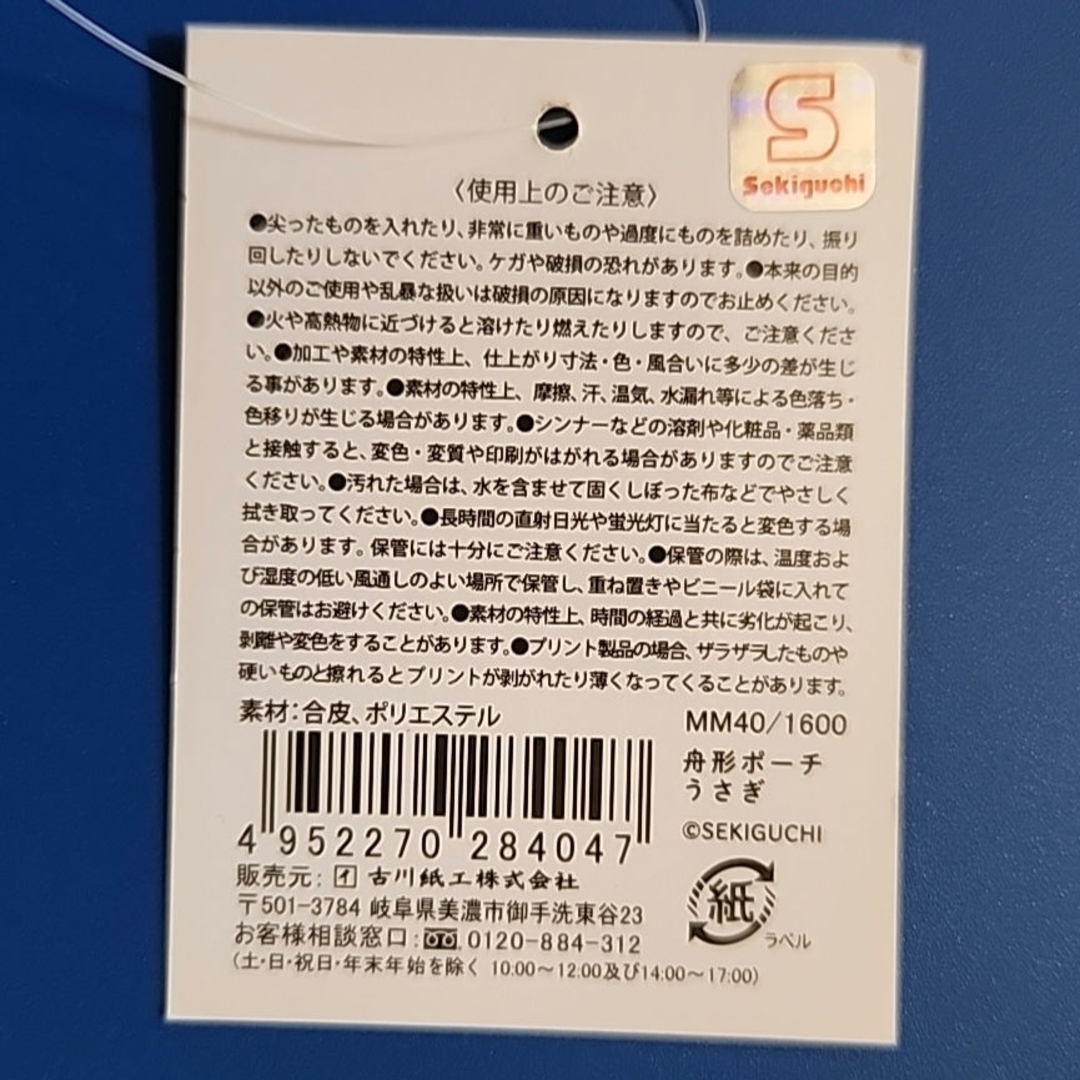 S
Sekiguchi
〈使用上のご注意〉
●尖ったものを入れたり、非常に重いものや過度にものを詰めたり、振り
回したりしないでください。ケガや破損の恐れがあります。●本来の目的
以外のご使用や乱暴な扱いは破損の原因になりますのでお止めください。
●火や高熱物に近づけると溶けたり燃えたりしますので、ご注意くださ
い。●加工や素材の特性上、仕上がり寸法・色・風合いに多少の差が生じ
る事があります。●素材の特性上、摩擦、汗、湿気、水漏れ等による色落ち・
色移りが生じる場合があります。●シンナーなどの溶剤や化粧品・薬品類
と接触すると、変色・変質や印刷がはがれる場合がありますのでご注意
ください。●汚れた場合は、水を含ませて固くしぼった布などでやさしく
拭き取ってください。●長時間の直射日光や蛍光灯に当たると変色する場
合があります。保管には十分にご注意ください。●保管の際は、温度およ
び湿度の低い風通しのよい場所で保管し、重ね置きやビニール袋に入れて
の保管はお避けください。●素材の特性上、時間の経過と共に劣化が起こり、
剥離や変色をすることがあります。●プリント製品の場合、ザラザラしたものや
硬いものと擦れるとプリントが剥がれたり薄くなってくることがあります。
素材：合皮、ポリエステル
MM40/1600
舟形ポーチ
うさぎ
©SEKIGUCHI
4 952270 284047
販売元：イ 古川紙工株式会社
〒501-3784 岐阜県美濃市御手洗東谷23
お客様相談窓口：0120-884-312
(土・日・祝日・年末年始を除く 10:00～12:00及び14:00～17:00)
紙
ラベル